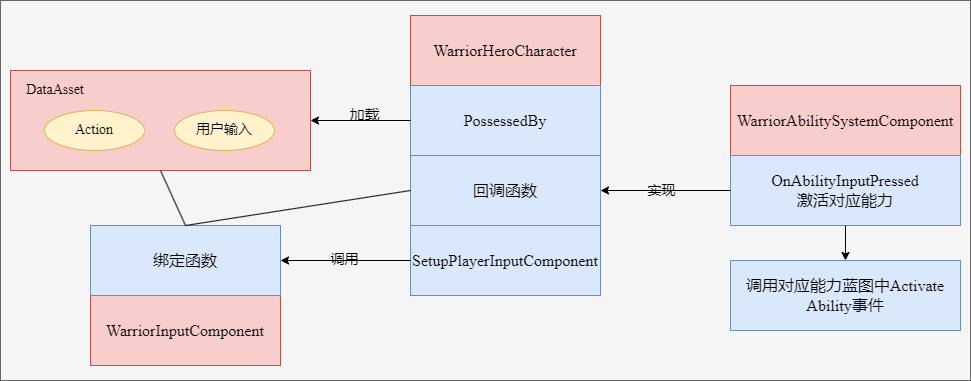 WarriorHeroCharacter
DataAsset
Action
用户输入
加载
PossessedBy
WarriorAbilitySystemComponent
回调函数
实现
OnAbilityInputPressed
激活对应能力
绑定函数
调用
SetupPlayerInputComponent
调用对应能力蓝图中Activate
Ability事件
WarriorInputComponent